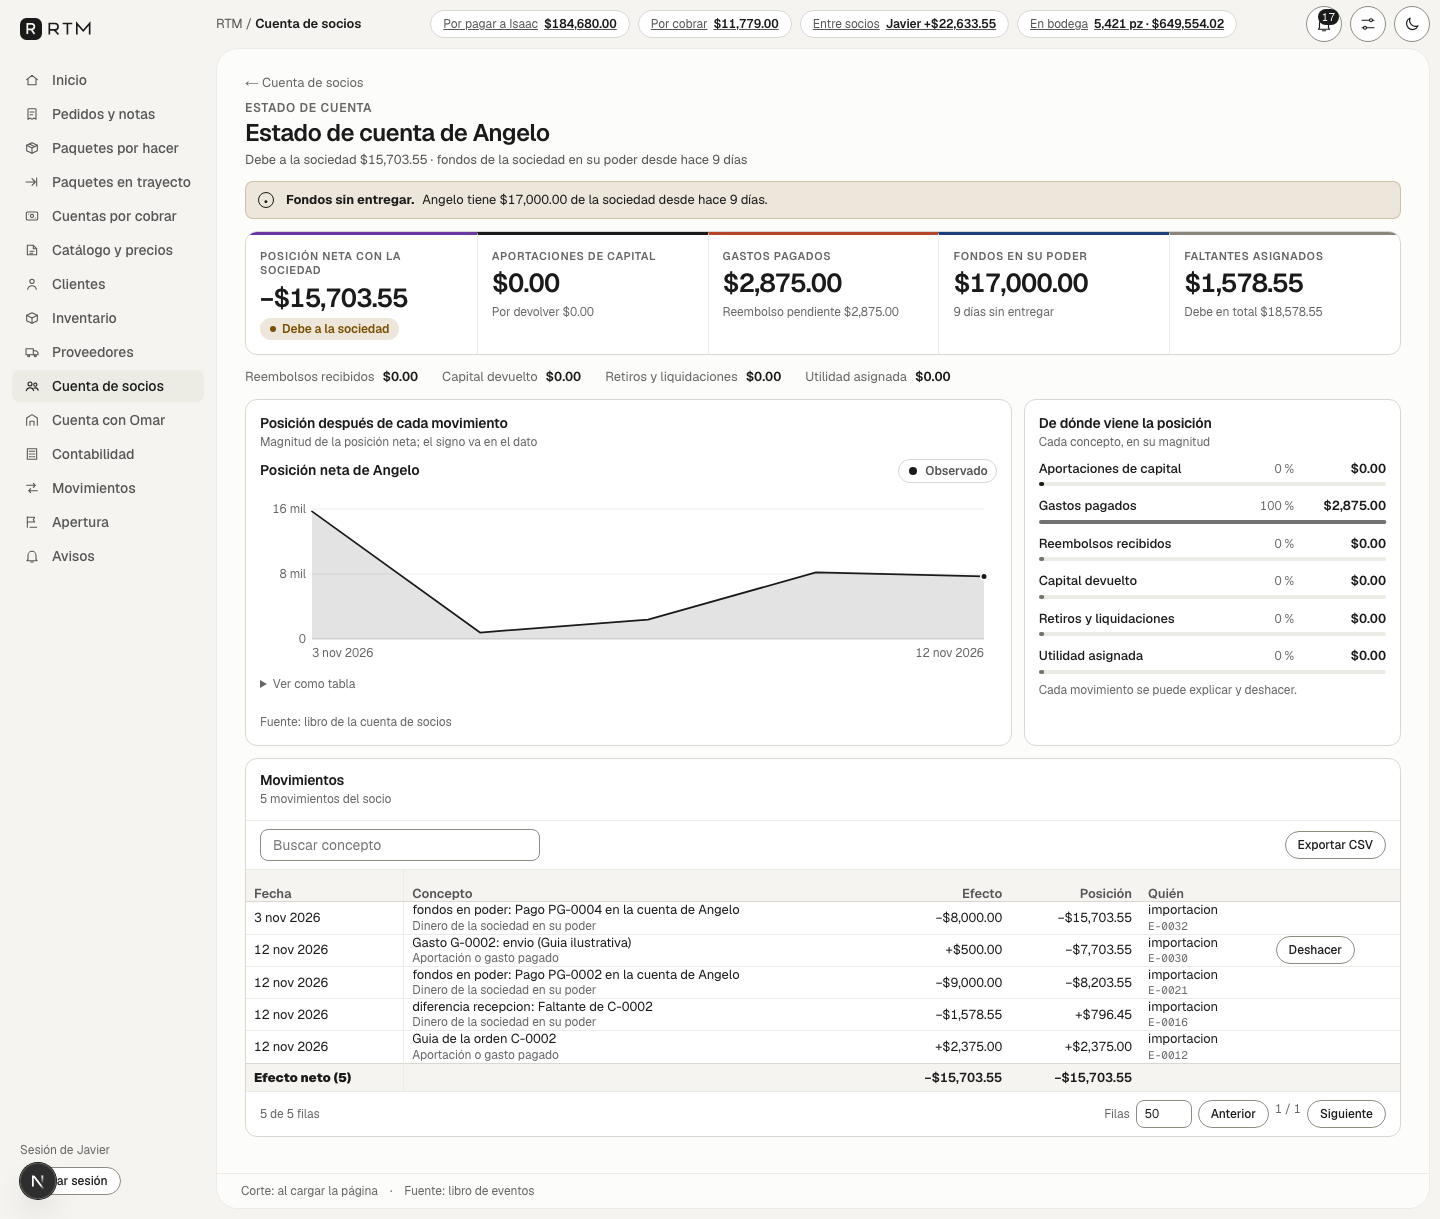 R RTM
RTM / Cuenta de socios
Por pagar a Isaac $184,680.00
Por cobrar $11,779.00
Entre socios Javier +$22,633.55
En bodega 5,421 pz · $649,554.02
17
Inicio
Pedidos y notas
Paquetes por hacer
Paquetes en trayecto
Cuentas por cobrar
Catálogo y precios
Clientes
Inventario
Proveedores
Cuenta de socios
Cuenta con Omar
Contabilidad
Movimientos
Apertura
Avisos
Sesión de Javier
N
ar sesión
← Cuenta de socios
ESTADO DE CUENTA
Estado de cuenta de Angelo
Debe a la sociedad $15,703.55 · fondos de la sociedad en su poder desde hace 9 días
Fondos sin entregar. Angelo tiene $17,000.00 de la sociedad desde hace 9 días.
POSICIÓN NETA CON LA
SOCIEDAD
−$15,703.55
Debe a la sociedad
APORTACIONES DE CAPITAL
$0.00
Por devolver $0.00
GASTOS PAGADOS
$2,875.00
Reembolso pendiente $2,875.00
FONDOS EN SU PODER
$17,000.00
9 días sin entregar
FALTANTES ASIGNADOS
$1,578.55
Debe en total $18,578.55
Reembolsos recibidos $0.00 Capital devuelto $0.00 Retiros y liquidaciones $0.00 Utilidad asignada $0.00
Posición después de cada movimiento
Magnitud de la posición neta; el signo va en el dato
Posición neta de Angelo
Observado
16 mil
8 mil
0
3 nov 2026 12 nov 2026
▶ Ver como tabla
Fuente: libro de la cuenta de socios
De dónde viene la posición
Cada concepto, en su magnitud
Aportaciones de capital 0 % $0.00
Gastos pagados 100 % $2,875.00
Reembolsos recibidos 0 % $0.00
Capital devuelto 0 % $0.00
Retiros y liquidaciones 0 % $0.00
Utilidad asignada 0 % $0.00
Cada movimiento se puede explicar y deshacer.
Movimientos
5 movimientos del socio
Buscar concepto
Exportar CSV
Fecha Concepto Efecto Posición Quién
3 nov 2026 fondos en poder: Pago PG-0004 en la cuenta de Angelo −$8,000.00 −$15,703.55 importacion
Dinero de la sociedad en su poder E-0032
12 nov 2026 Gasto G-0002: envio (Guia ilustrativa) +$500.00 −$7,703.55 importacion Deshacer
Aportación o gasto pagado E-0030
12 nov 2026 fondos en poder: Pago PG-0002 en la cuenta de Angelo −$9,000.00 −$8,203.55 importacion
Dinero de la sociedad en su poder E-0021
12 nov 2026 diferencia recepcion: Faltante de C-0002 −$1,578.55 +$796.45 importacion
Dinero de la sociedad en su poder E-0016
12 nov 2026 Guia de la orden C-0002 +$2,375.00 +$2,375.00 importacion
Aportación o gasto pagado E-0012
Efecto neto (5) −$15,703.55 −$15,703.55
5 de 5 filas
Filas 50 Anterior 1 / 1 Siguiente
Corte: al cargar la página · Fuente: libro de eventos